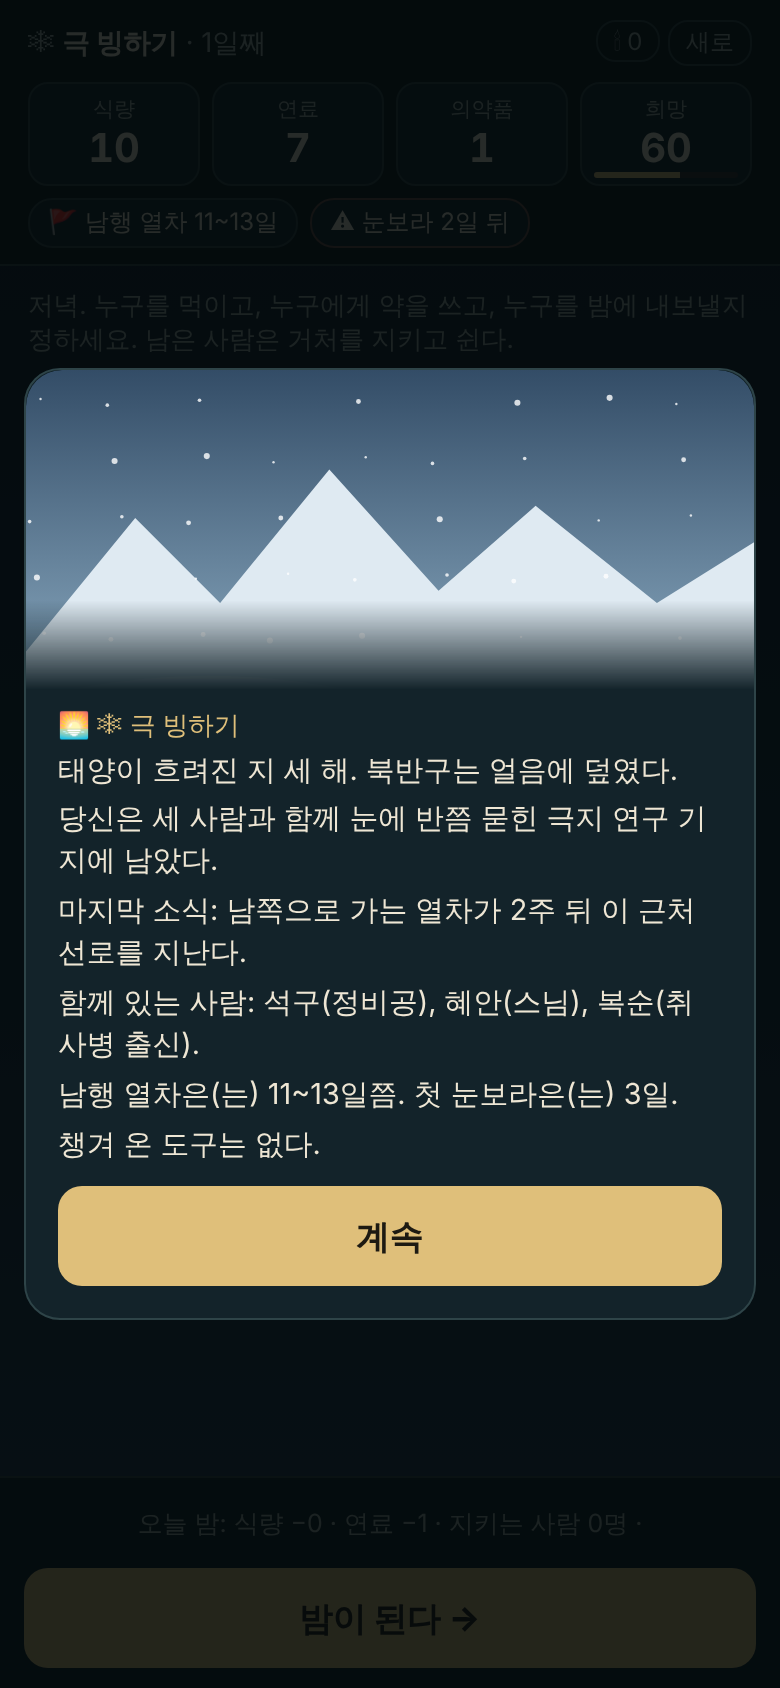 ❄ 극 빙하기 · 1일째
🕯 0
새로
식량
연료
의약품
희망
10
7
1
60
🚩 남행 열차 11~13일
⚠ 눈보라 2일 뒤
저녁. 누구를 먹이고, 누구에게 약을 쓰고, 누구를 밤에 내보낼지
정하세요. 남은 사람은 거처를 지키고 쉰다.
🌅 ❄ 극 빙하기
태양이 흐려진 지 세 해. 북반구는 얼음에 덮였다.
당신은 세 사람과 함께 눈에 반쯤 묻힌 극지 연구 기
지에 남았다.
마지막 소식: 남쪽으로 가는 열차가 2주 뒤 이 근처
선로를 지난다.
함께 있는 사람: 석구(정비공), 혜안(스님), 복순(취
사병 출신).
남행 열차은(는) 11~13일쯤. 첫 눈보라은(는) 3일.
챙겨 온 도구는 없다.
계속
오늘 밤: 식량 −0 · 연료 −1 · 지키는 사람 0명 ·
밤이 된다 →